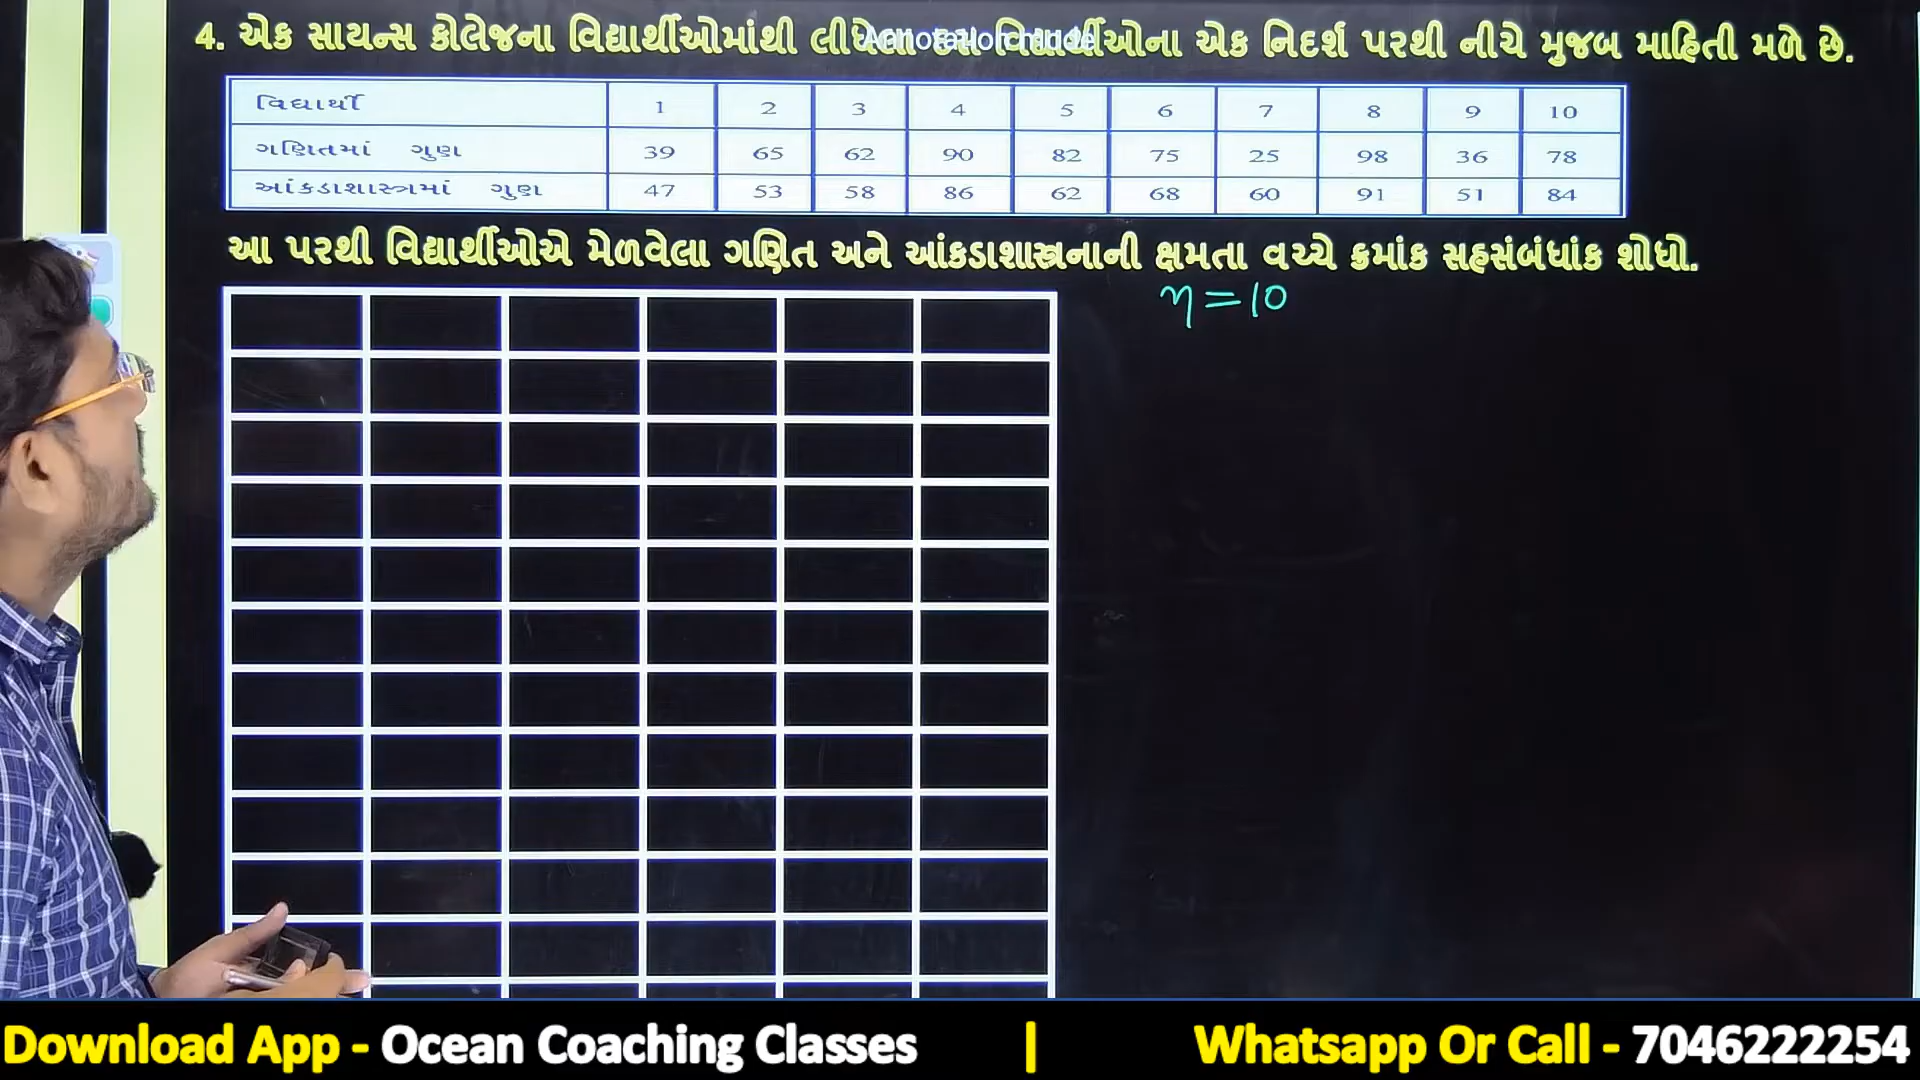 4. એક સાયન્સ કોલેજના વિદ્યાર્થીઓમાંથી લીધેલા દસ વિદ્યાર્થીઓના એક નિદર્શ પરથી નીચે મુજબ માહિતી મળે છે.
Annotation mode
વિદ્યાર્થી 1 2 3 4 5 6 7 8 9 10
ગણિતમાં ગુણ 39 65 62 90 82 75 25 98 36 78
આંકડાશાસ્ત્રમાં ગુણ 47 53 58 86 62 68 60 91 51 84
આ પરથી વિદ્યાર્થીઓએ મેળવેલા ગણિત અને આંકડાશાસ્ત્રનાની ક્ષમતા વચ્ચે ક્રમાંક સહસંબંધાંક શોધો.
n = 10
Download App - Ocean Coaching Classes | Whatsapp Or Call - 7046222254